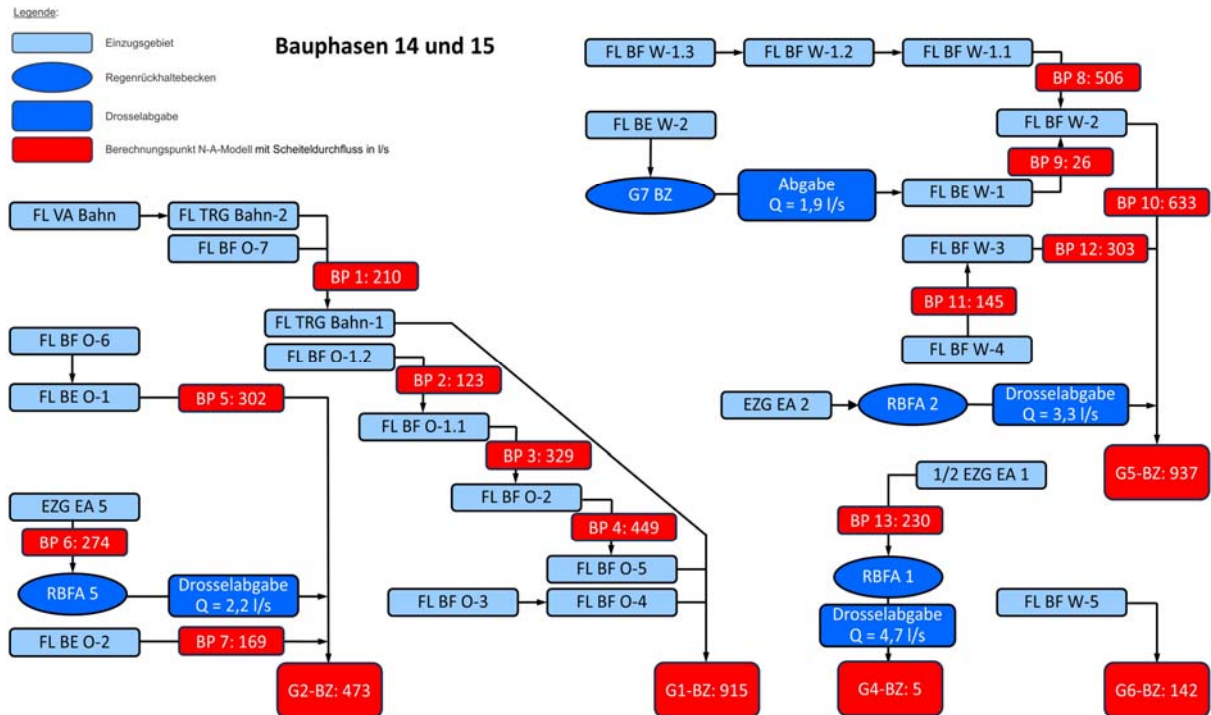 Legende:
Einzugsgebiet
Regenrückhaltebecken
Drosselabgabe
Berechnungspunkt N-A-Modell mit Scheiteldurchfluss in l/s
Bauphasen 14 und 15
FL BF W-1.3
FL BF W-1.2
FL BF W-1.1
BP 8: 506
FL BE W-2
FL BF W-2
BP 9: 26
G7 BZ
Abgabe
Q = 1,9 l/s
FL BE W-1
BP 10: 633
FL BF W-3
BP 12: 303
BP 11: 145
FL BF W-4
EZG EA 2
RBFA 2
Drosselabgabe
Q = 3,3 l/s
G5-BZ: 937
FL VA Bahn
FL TRG Bahn-2
FL BF O-7
BP 1: 210
FL TRG Bahn-1
FL BF O-6
FL BE O-1
BP 5: 302
FL BF O-1.2
BP 2: 123
FL BF O-1.1
BP 3: 329
FL BF O-2
BP 4: 449
FL BF O-5
FL BF O-3
FL BF O-4
EZG EA 5
BP 6: 274
RBFA 5
Drosselabgabe
Q = 2,2 l/s
FL BE O-2
BP 7: 169
G2-BZ: 473
G1-BZ: 915
1/2 EZG EA 1
BP 13: 230
RBFA 1
Drosselabgabe
Q = 4,7 l/s
G4-BZ: 5
FL BF W-5
G6-BZ: 142